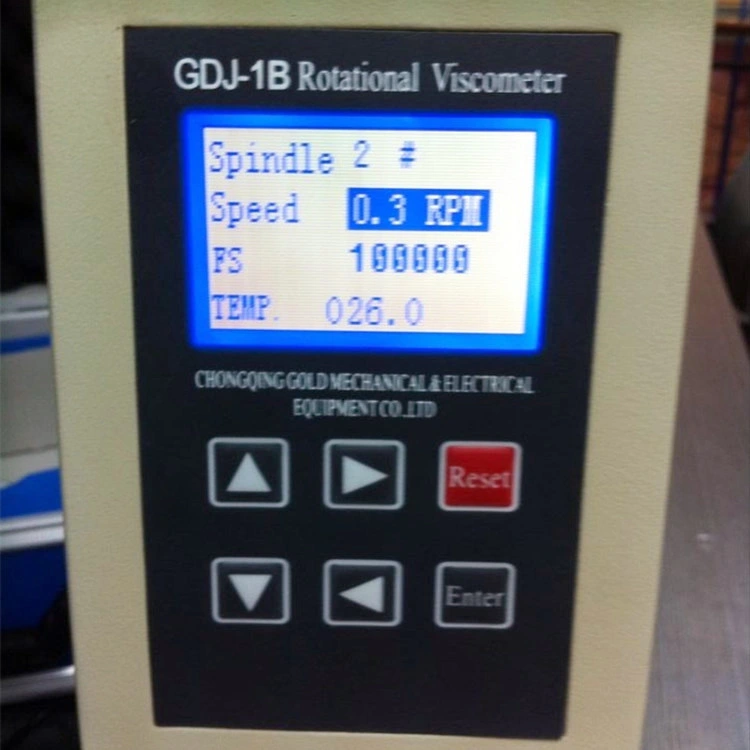 GDJ-1B Rotational Viscometer
Spindle 2 #
Speed 0.3 RPM
FS 100000
TEMP. 026.0
CHONGQING GOLD MECHANICAL & ELECTRICAL
EQUIPMENT CO.,LTD
Reset
Enter